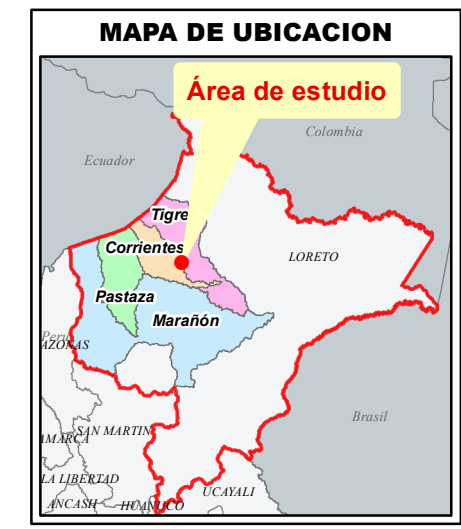 MAPA DE UBICACION
Área de estudio
Colombia
Ecuador
Tigre
Corrientes
LORETO
Pastaza
Marañón
Perú
AZONAS
Brasil
SAN MARTIN
AMARCA
LA LIBERTAD
UCAYALI
ANCASH
HUANUCO